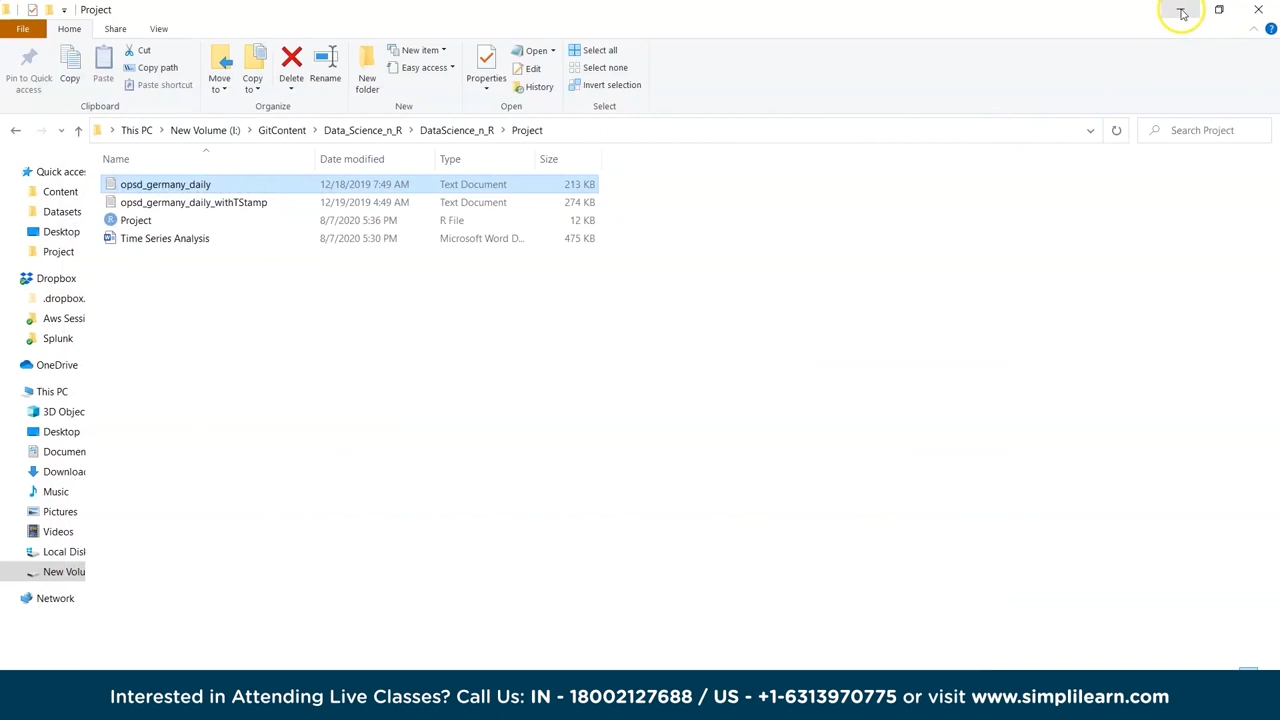 Project
File Home Share View
Pin to Quick access
Copy
Paste
Cut
Copy path
Paste shortcut
Move to
Copy to
Delete
Rename
New folder
New item
Easy access
Properties
Open
Edit
History
Select all
Select none
Invert selection
Clipboard Organize New Open Select
This PC New Volume (I:) GitContent Data_Science_n_R DataScience_n_R Project Search Project
Name Date modified Type Size
opsd_germany_daily 12/18/2019 7:49 AM Text Document 213 KB
opsd_germany_daily_withTStamp 12/19/2019 4:49 AM Text Document 274 KB
Project 8/7/2020 5:36 PM R File 12 KB
Time Series Analysis 8/7/2020 5:30 PM Microsoft Word D... 475 KB
Quick acces
Content
Datasets
Desktop
Project
Dropbox
.dropbox.
Aws Sessi
Splunk
OneDrive
This PC
3D Objec
Desktop
Documen
Downloa
Music
Pictures
Videos
Local Disk
New Volu
Network
Interested in Attending Live Classes? Call Us: IN - 18002127688 / US - +1-6313970775 or visit www.simplilearn.com